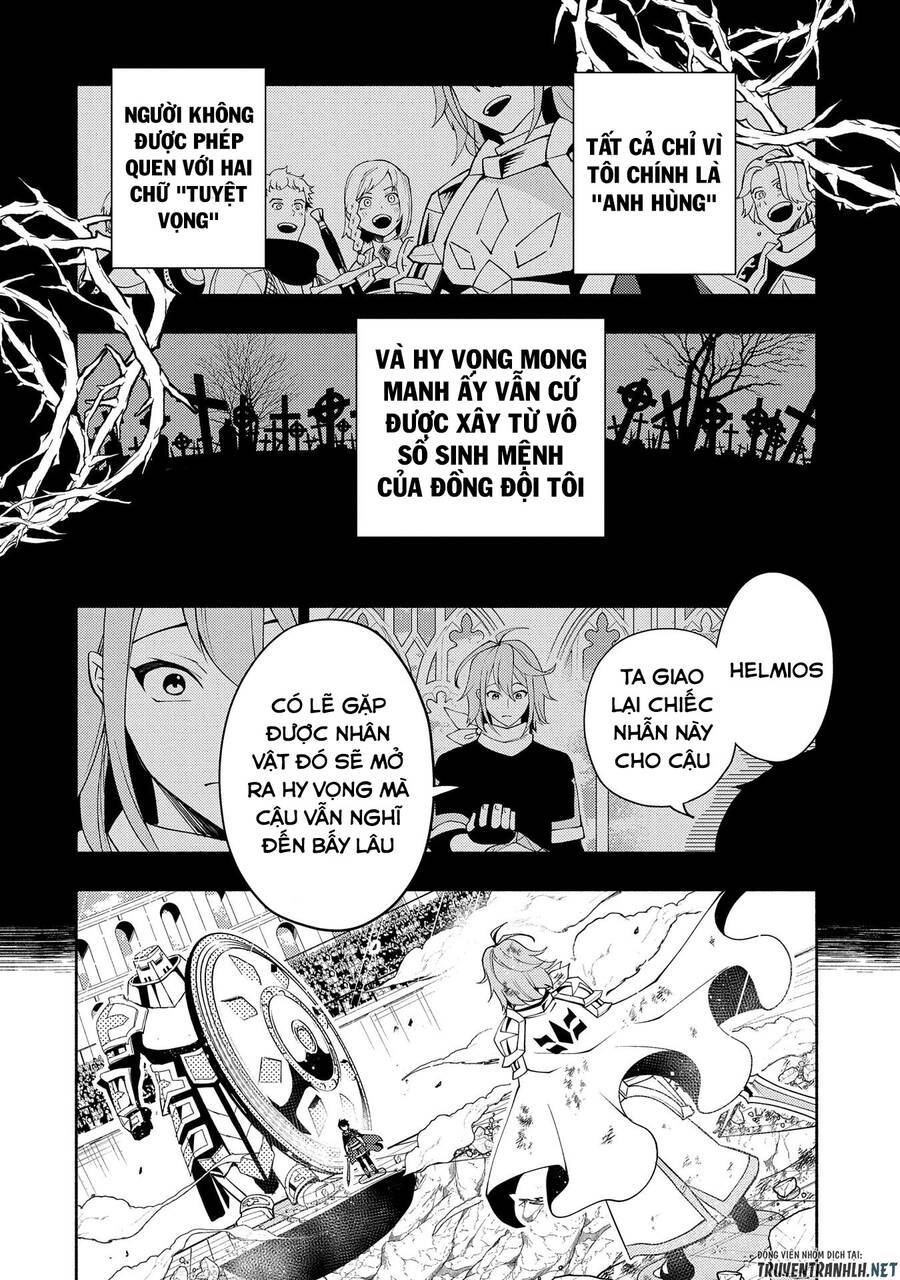 TẤT CẢ CHỈ VÌ
TÔI CHÍNH LÀ
"ANH HÙNG"
NGƯỜI KHÔNG
ĐƯỢC PHÉP
QUEN VỚI HAI
CHỮ "TUYỆT
VỌNG"
VÀ HY VỌNG MONG
MANH ẤY VẪN CỨ
ĐƯỢC XÂY TỪ VÔ
SỐ SINH MỆNH
CỦA ĐỒNG ĐỘI TÔI
HELMIOS
TA GIAO
LẠI CHIẾC
NHẪN NÀY
CHO CẬU
CÓ LẼ GẶP
ĐƯỢC NHÂN
VẬT ĐÓ SẼ MỞ
RA HY VỌNG MÀ
CẬU VẪN NGHĨ
ĐẾN BẤY LÂU
ĐỘNG VIÊN NHÓM DỊCH TẠI:
TRUYENTRANHLH.NET